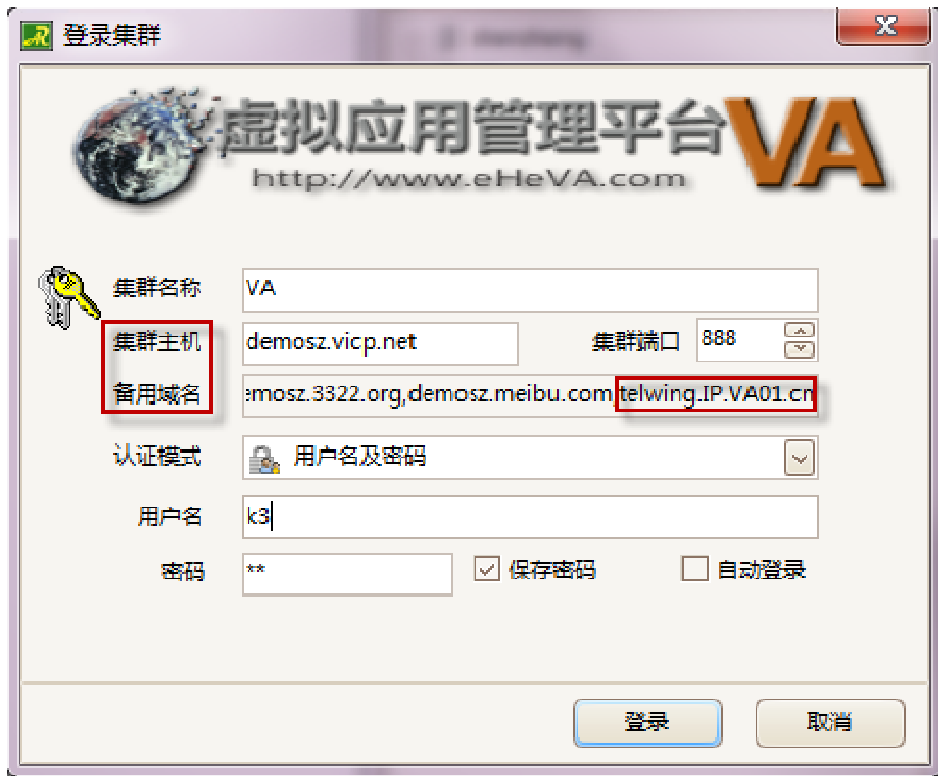 登录集群
虚拟应用管理平台 VA
http://www.eHeVA.com
集群名称 VA
集群主机 demosz.vicp.net 集群端口 888
备用域名 emosz.3322.org,demosz.meibu.com,telwing.IP.VA01.cn
认证模式 用户名及密码
用户名 k3
密码 ** 保存密码 自动登录
登录 取消